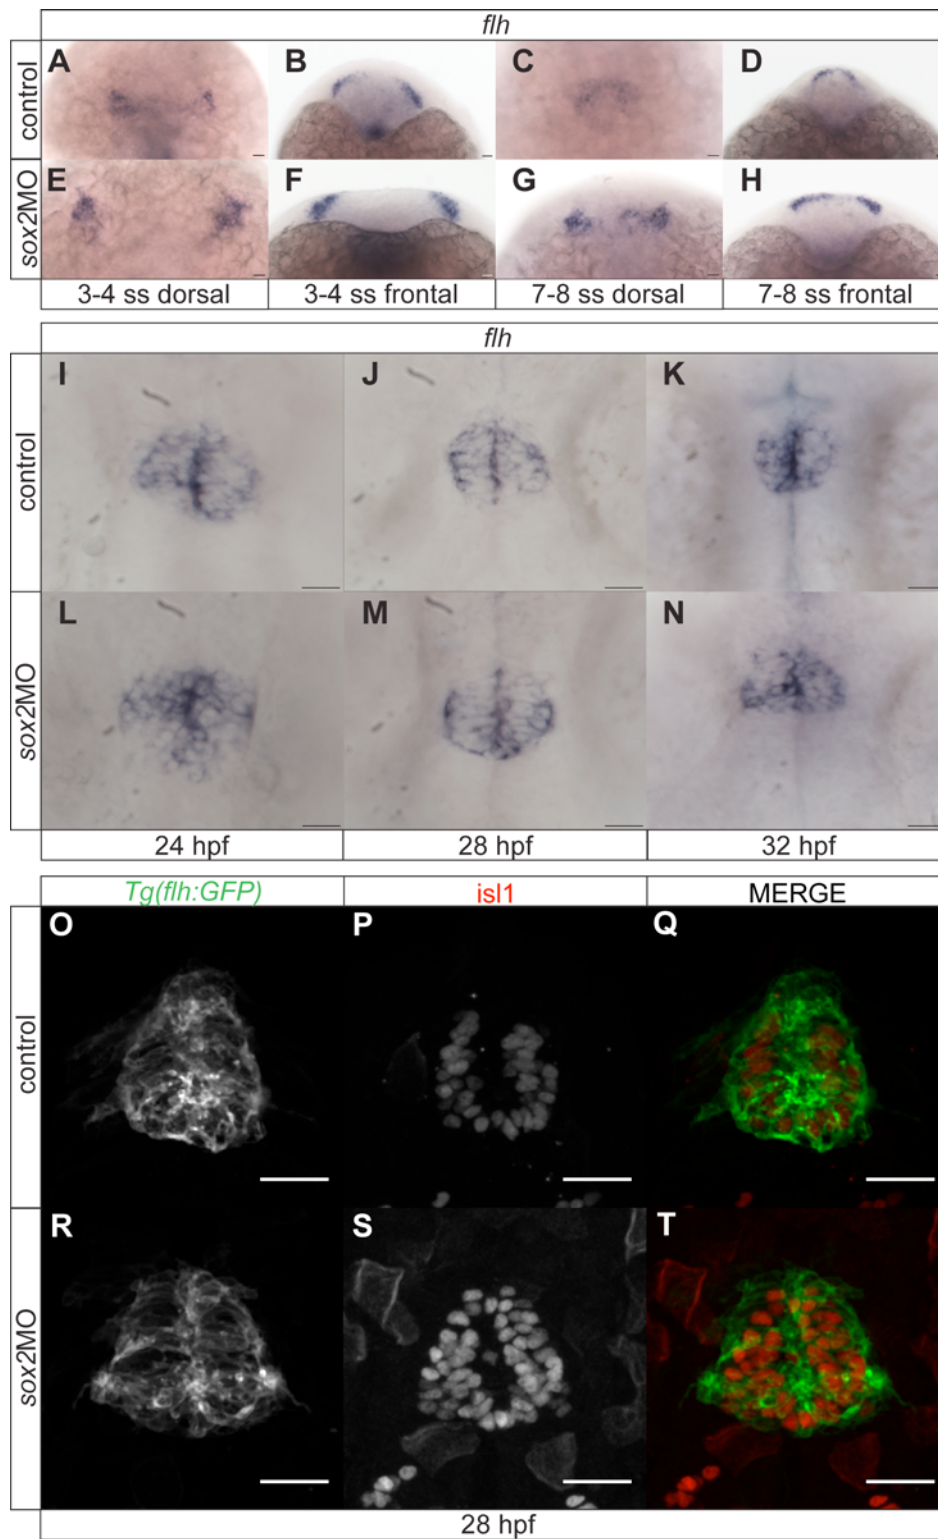 flh
control
A
B
C
D
sox2MO
E
F
G
H
3-4 ss dorsal
3-4 ss frontal
7-8 ss dorsal
7-8 ss frontal
flh
control
I
J
K
sox2MO
L
M
N
24 hpf
28 hpf
32 hpf
Tg(flh:GFP)
isl1
MERGE
control
O
P
Q
sox2MO
R
S
T
28 hpf